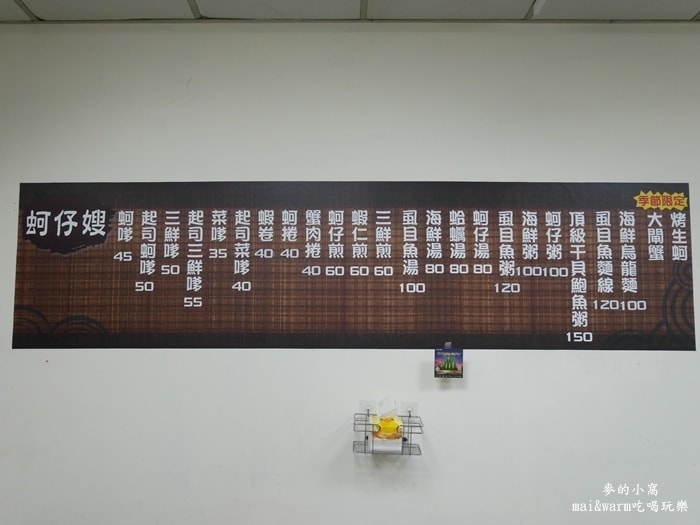 蚵仔嫂
蚵嗲 45
起司蚵嗲 50
三鮮嗲 50
起司三鮮嗲 55
菜嗲 35
起司菜嗲 40
蝦卷 40
蚵捲 40
蟹肉捲 40
蚵仔煎 60
蝦仁煎 60
三鮮煎 60
虱目魚湯 100
海鮮湯 80
蛤蠣湯 80
蚵仔湯 80
虱目魚粥 120
海鮮粥 100
蚵仔粥 100
頂級干貝鮑魚粥 150
虱目魚麵線 120
海鮮烏龍麵 100
季節限定
大閘蟹
烤生蚵
麥的小窩
mai&warm吃喝玩樂